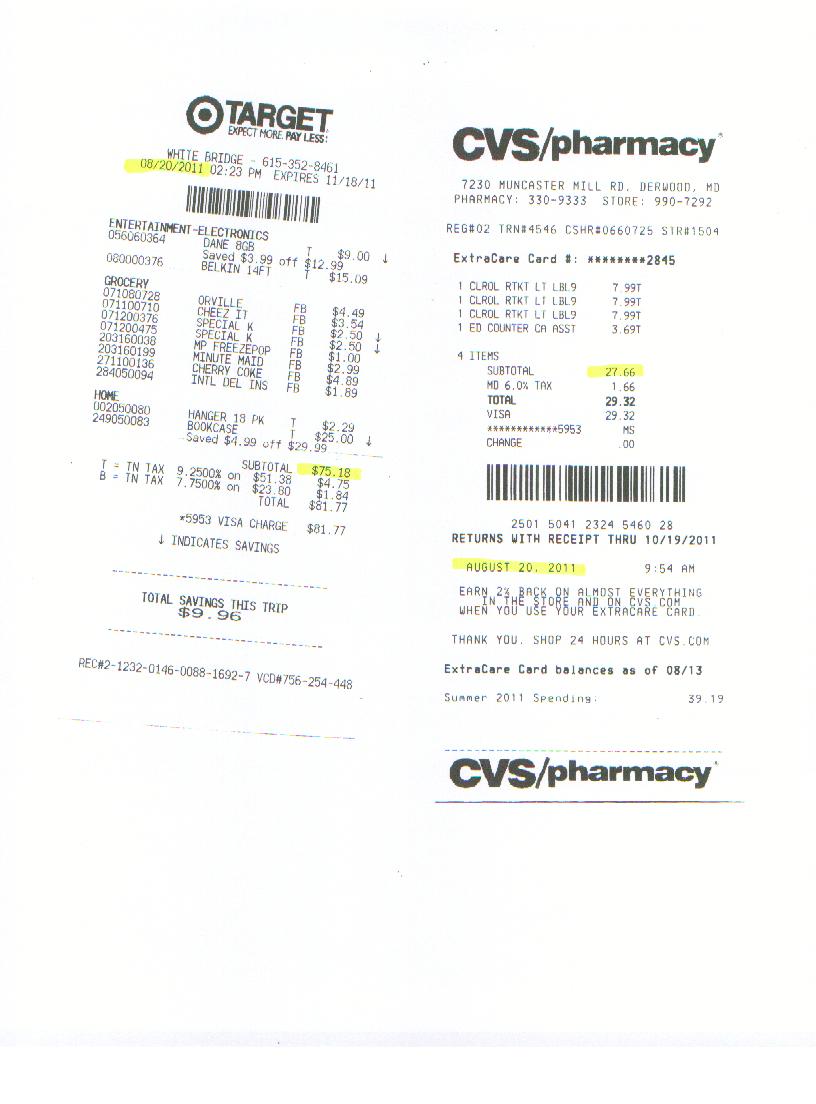 TARGET
EXPECT MORE. PAY LESS.
WHITE BRIDGE - 615-352-8461
08/20/2011 02:23 PM EXPIRES 11/18/11
ENTERTAINMENT-ELECTRONICS
056060364 DANE 8GB T $9.00 ↓
Saved $3.99 off $12.99
080000376 BELKIN 14FT T $15.09
GROCERY
071080728 ORVILLE FB $4.49
071100710 CHEEZ IT FB $3.54
071200376 SPECIAL K FB $2.50 ↓
071200475 SPECIAL K FB $2.50 ↓
203160038 MP FREEZEPOP FB $1.00
203160199 MINUTE MAID FB $2.99
271100136 CHERRY COKE FB $4.89
284050094 INTL DEL INS FB $1.89
HOME
002050080 HANGER 18 PK T $2.29
249050083 BOOKCASE T $25.00 ↓
Saved $4.99 off $29.99
SUBTOTAL $75.18
T = TN TAX 9.2500% on $51.38 $4.75
B = TN TAX 7.7500% on $23.80 $1.84
TOTAL $81.77
*5953 VISA CHARGE $81.77
↓ INDICATES SAVINGS
TOTAL SAVINGS THIS TRIP
$9.96
REC#2-1232-0146-0088-1692-7 VCD#756-254-448
CVS/pharmacy
7230 MUNCASTER MILL RD. DERWOOD, MD
PHARMACY: 330-9333 STORE: 990-7292
REG#02 TRN#4546 CSHR#0660725 STR#1504
ExtraCare Card #: ********2845
1 CLROL RTKT LT LBL9 7.99T
1 CLROL RTKT LT LBL9 7.99T
1 CLROL RTKT LT LBL9 7.99T
1 ED COUNTER CA ASST 3.69T
4 ITEMS
SUBTOTAL 27.66
MD 6.0% TAX 1.66
TOTAL 29.32
VISA 29.32
************5953 MS
CHANGE .00
2501 5041 2324 5460 28
RETURNS WITH RECEIPT THRU 10/19/2011
AUGUST 20, 2011 9:54 AM
EARN 2% BACK ON ALMOST EVERYTHING
IN THE STORE AND ON CVS.COM
WHEN YOU USE YOUR EXTRACARE CARD.
THANK YOU. SHOP 24 HOURS AT CVS.COM
ExtraCare Card balances as of 08/13
Summer 2011 Spending: 39.19
CVS/pharmacy